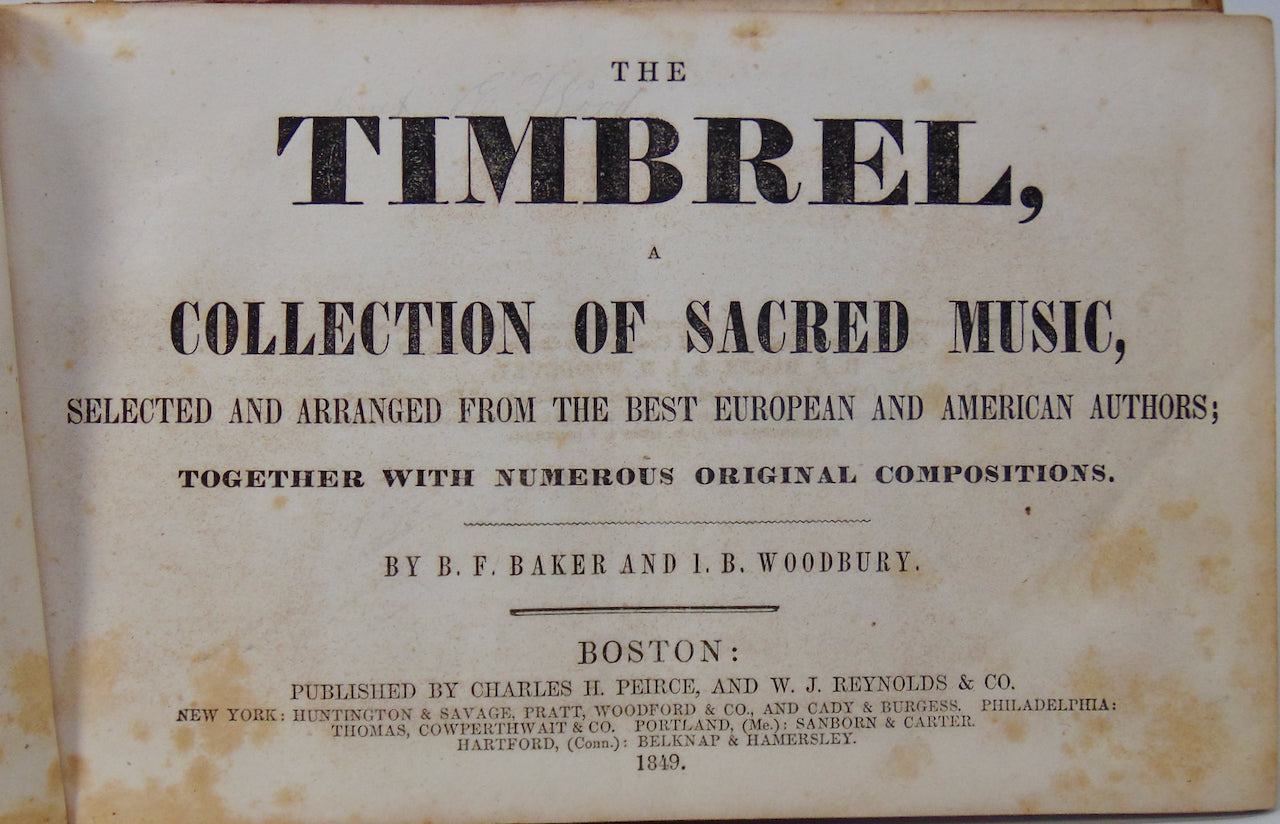 THE
TIMBREL,
A
COLLECTION OF SACRED MUSIC,
SELECTED AND ARRANGED FROM THE BEST EUROPEAN AND AMERICAN AUTHORS;
TOGETHER WITH NUMEROUS ORIGINAL COMPOSITIONS.
BY B. F. BAKER AND I. B. WOODBURY.
BOSTON:
PUBLISHED BY CHARLES H. PEIRCE, AND W. J. REYNOLDS & CO.
NEW YORK: HUNTINGTON & SAVAGE, PRATT, WOODFORD & CO., AND CADY & BURGESS. PHILADELPHIA:
THOMAS, COWPERTHWAIT & CO. PORTLAND, (Me.): SANBORN & CARTER.
HARTFORD, (Conn.): BELKNAP & HAMERSLEY.
1849.